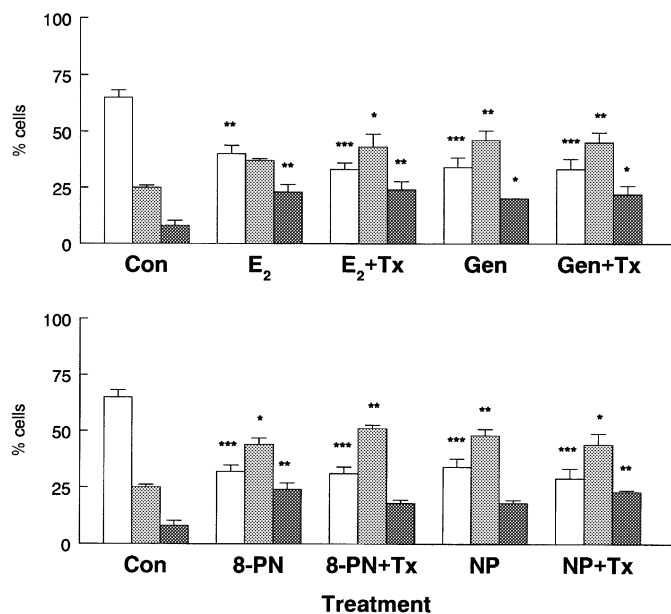 100
75
50
25
0
% cells
** **
*** * **
*** ** *
*** ** *
Con E₂ E₂+Tx Gen Gen+Tx
100
75
50
25
0
% cells
*** * **
*** **
*** **
*** * **
Con 8-PN 8-PN+Tx NP NP+Tx
Treatment